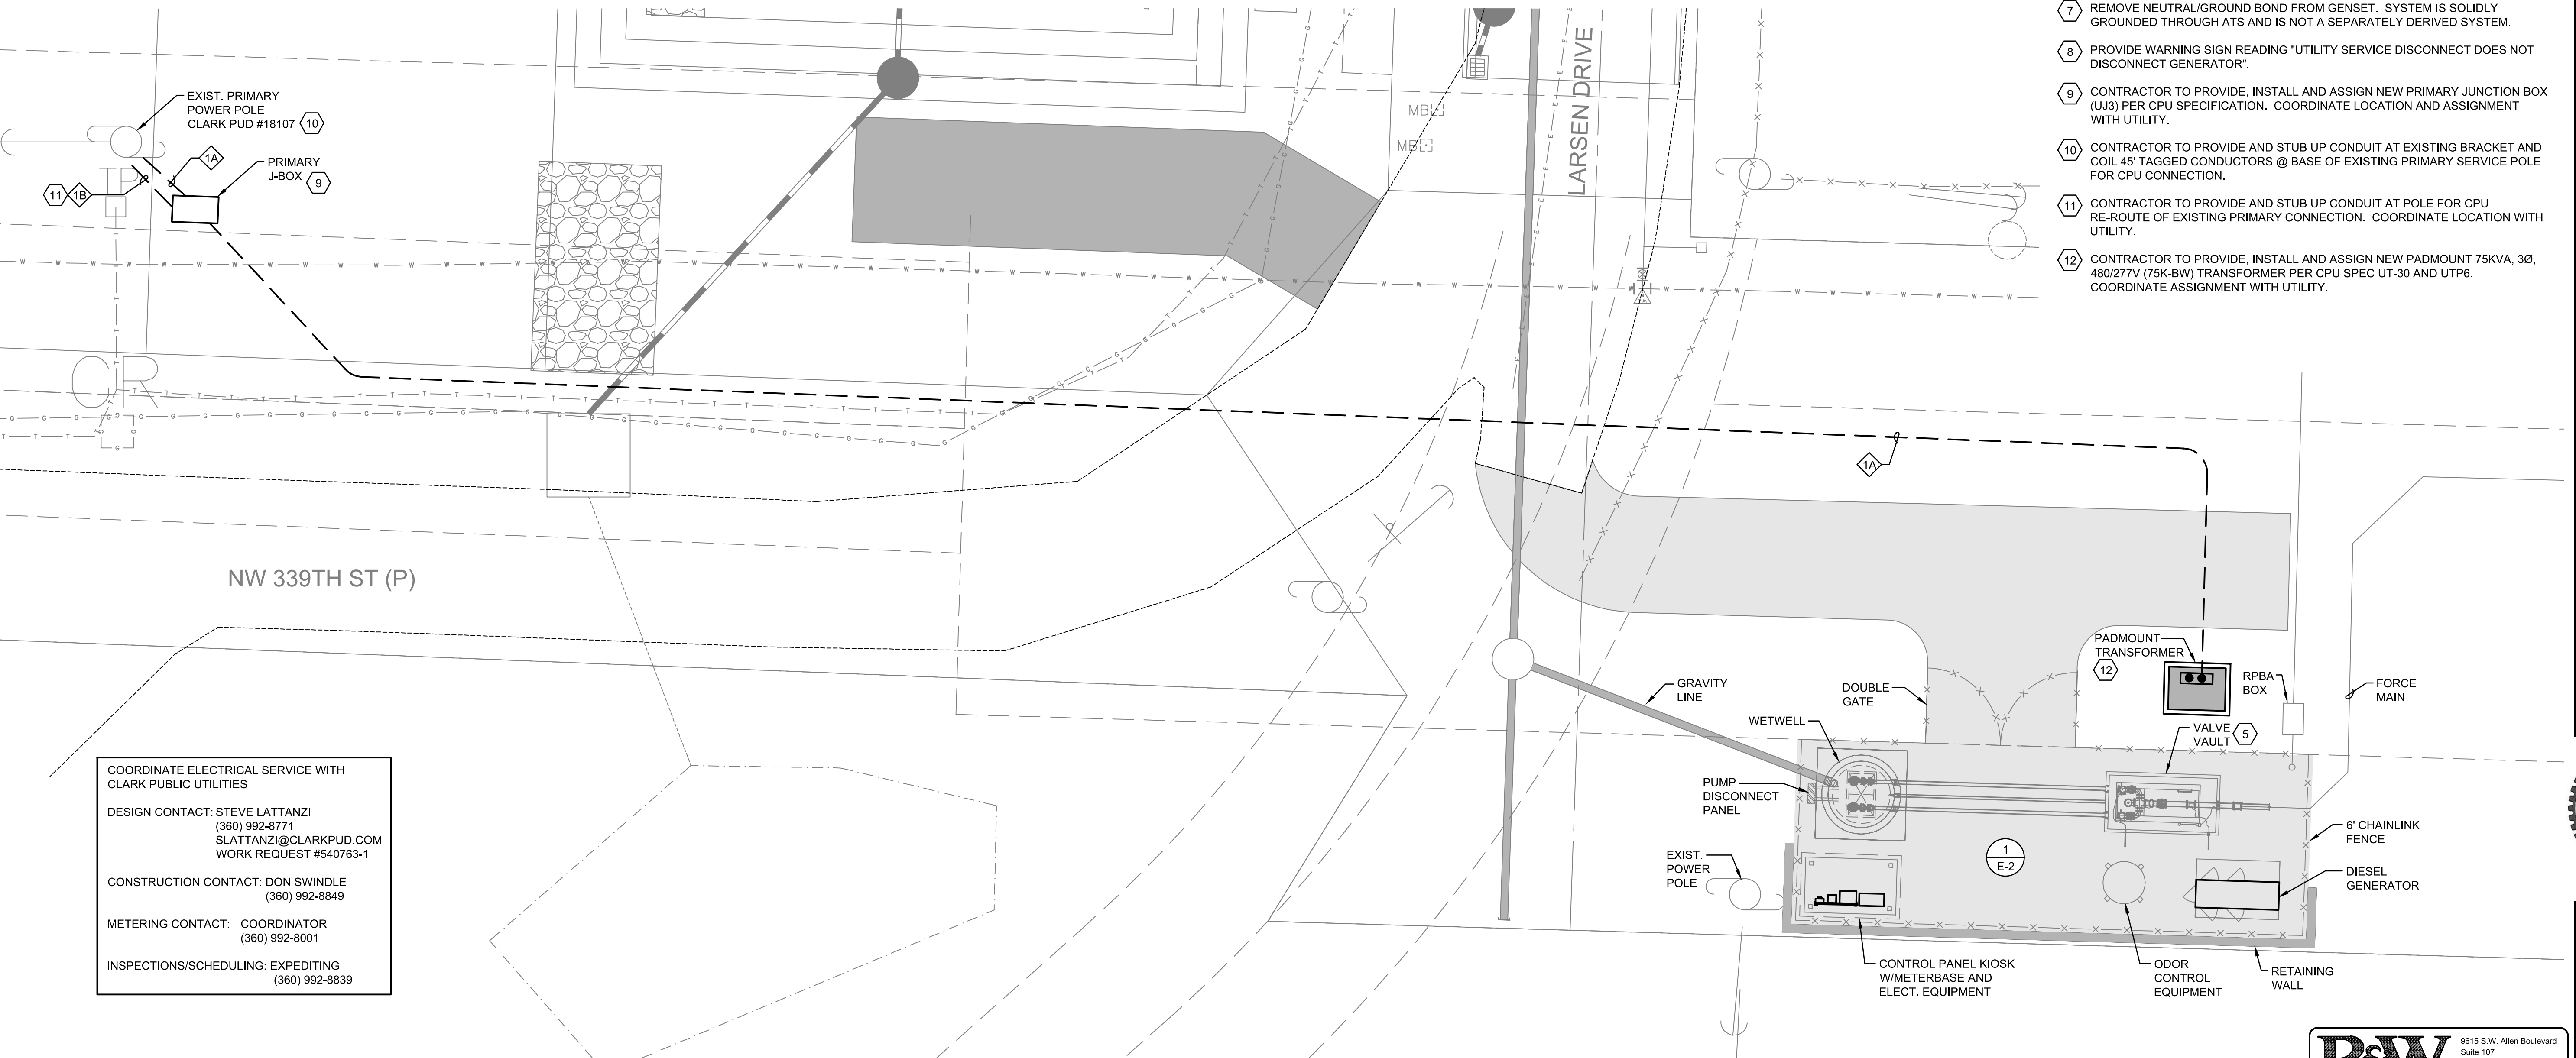 7 REMOVE NEUTRAL/GROUND BOND FROM GENSET. SYSTEM IS SOLIDLY
GROUNDED THROUGH ATS AND IS NOT A SEPARATELY DERIVED SYSTEM.
8 PROVIDE WARNING SIGN READING "UTILITY SERVICE DISCONNECT DOES NOT
DISCONNECT GENERATOR".
9 CONTRACTOR TO PROVIDE, INSTALL AND ASSIGN NEW PRIMARY JUNCTION BOX
(UJ3) PER CPU SPECIFICATION. COORDINATE LOCATION AND ASSIGNMENT
WITH UTILITY.
10 CONTRACTOR TO PROVIDE AND STUB UP CONDUIT AT EXISTING BRACKET AND
COIL 45' TAGGED CONDUCTORS @ BASE OF EXISTING PRIMARY SERVICE POLE
FOR CPU CONNECTION.
11 CONTRACTOR TO PROVIDE AND STUB UP CONDUIT AT POLE FOR CPU
RE-ROUTE OF EXISTING PRIMARY CONNECTION. COORDINATE LOCATION WITH
UTILITY.
12 CONTRACTOR TO PROVIDE, INSTALL AND ASSIGN NEW PADMOUNT 75KVA, 3Ø,
480/277V (75K-BW) TRANSFORMER PER CPU SPEC UT-30 AND UTP6.
COORDINATE ASSIGNMENT WITH UTILITY.
EXIST. PRIMARY
POWER POLE
CLARK PUD #18107 10
1A
PRIMARY
J-BOX 9
11 1B
TP
GR
MB
MB
LARSEN DRIVE
1A
NW 339TH ST (P)
PADMOUNT
TRANSFORMER
12
RPBA
BOX
FORCE
MAIN
GRAVITY
LINE
DOUBLE
GATE
WETWELL
VALVE
VAULT 5
PUMP
DISCONNECT
PANEL
6' CHAINLINK
FENCE
EXIST.
POWER
POLE
1
E-2
DIESEL
GENERATOR
CONTROL PANEL KIOSK
W/METERBASE AND
ELECT. EQUIPMENT
ODOR
CONTROL
EQUIPMENT
RETAINING
WALL
COORDINATE ELECTRICAL SERVICE WITH
CLARK PUBLIC UTILITIES
DESIGN CONTACT: STEVE LATTANZI
(360) 992-8771
SLATTANZI@CLARKPUD.COM
WORK REQUEST #540763-1
CONSTRUCTION CONTACT: DON SWINDLE
(360) 992-8849
METERING CONTACT: COORDINATOR
(360) 992-8001
INSPECTIONS/SCHEDULING: EXPEDITING
(360) 992-8839
R&W
9615 S.W. Allen Boulevard
Suite 107